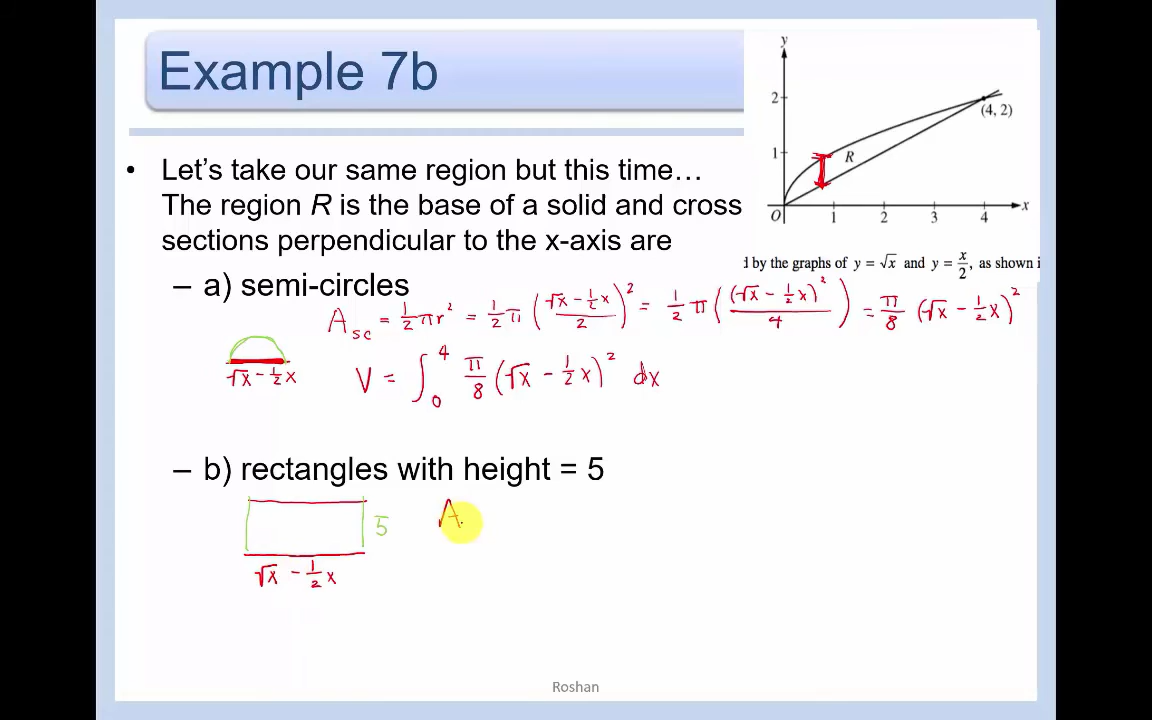 Example 7b
y
2
(4, 2)
1
R
O
1 2 3 4
x
d by the graphs of y = √x and y = x/2, as shown i
• Let's take our same region but this time…
The region R is the base of a solid and cross
sections perpendicular to the x-axis are
– a) semi-circles
A_sc = 1/2 πr² = 1/2 π ((√x − 1/2 x)/2)² = 1/2 π ((√x − 1/2 x)²/4) = π/8 (√x − 1/2 x)²
√x − 1/2 x
V = ∫₀⁴ π/8 (√x − 1/2 x)² dx
– b) rectangles with height = 5
5
A
√x − 1/2 x
Roshan